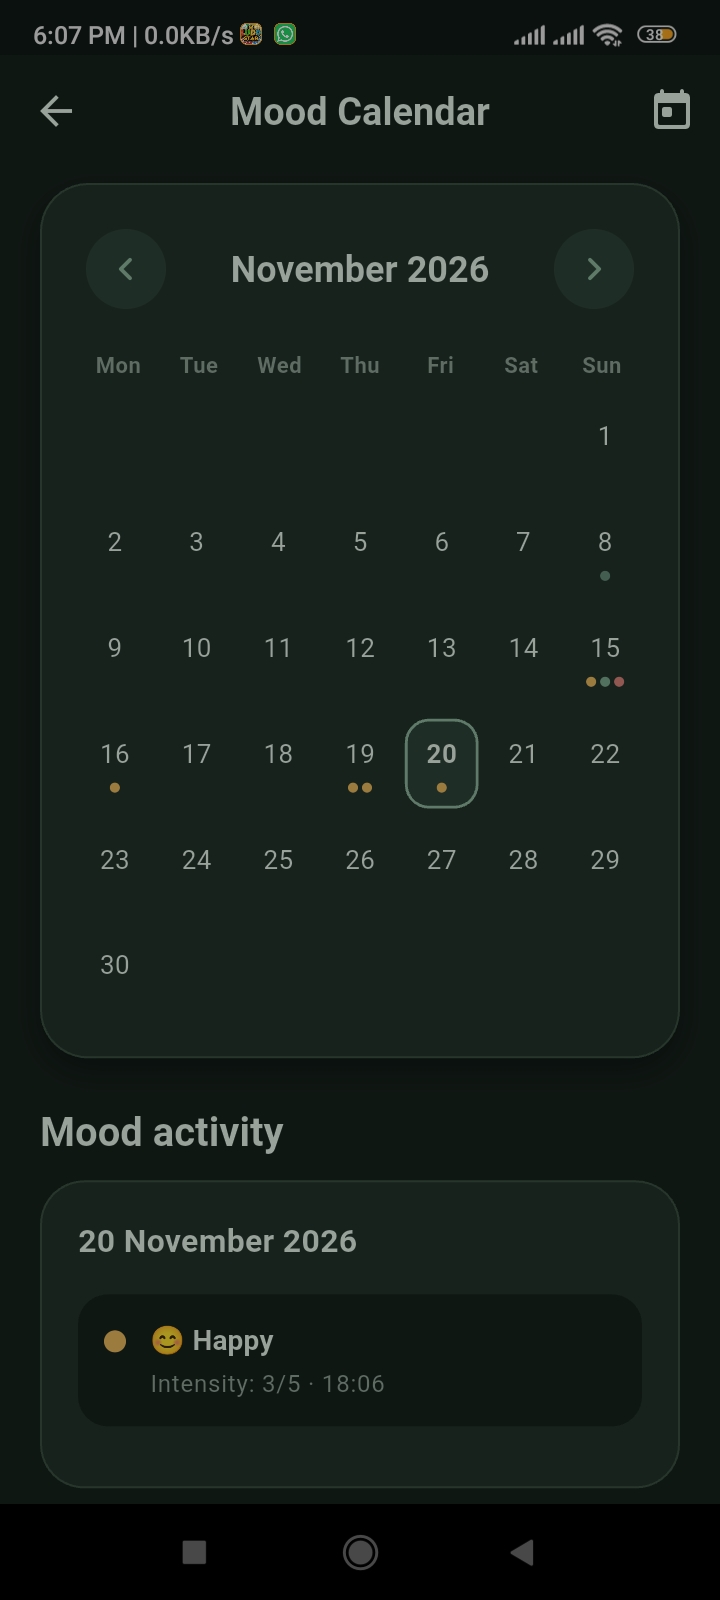 6:07 PM | 0.0KB/s 38
Mood Calendar
November 2026
Mon Tue Wed Thu Fri Sat Sun
1
2 3 4 5 6 7 8
9 10 11 12 13 14 15
16 17 18 19 20 21 22
23 24 25 26 27 28 29
30
Mood activity
20 November 2026
😊 Happy
Intensity: 3/5 · 18:06